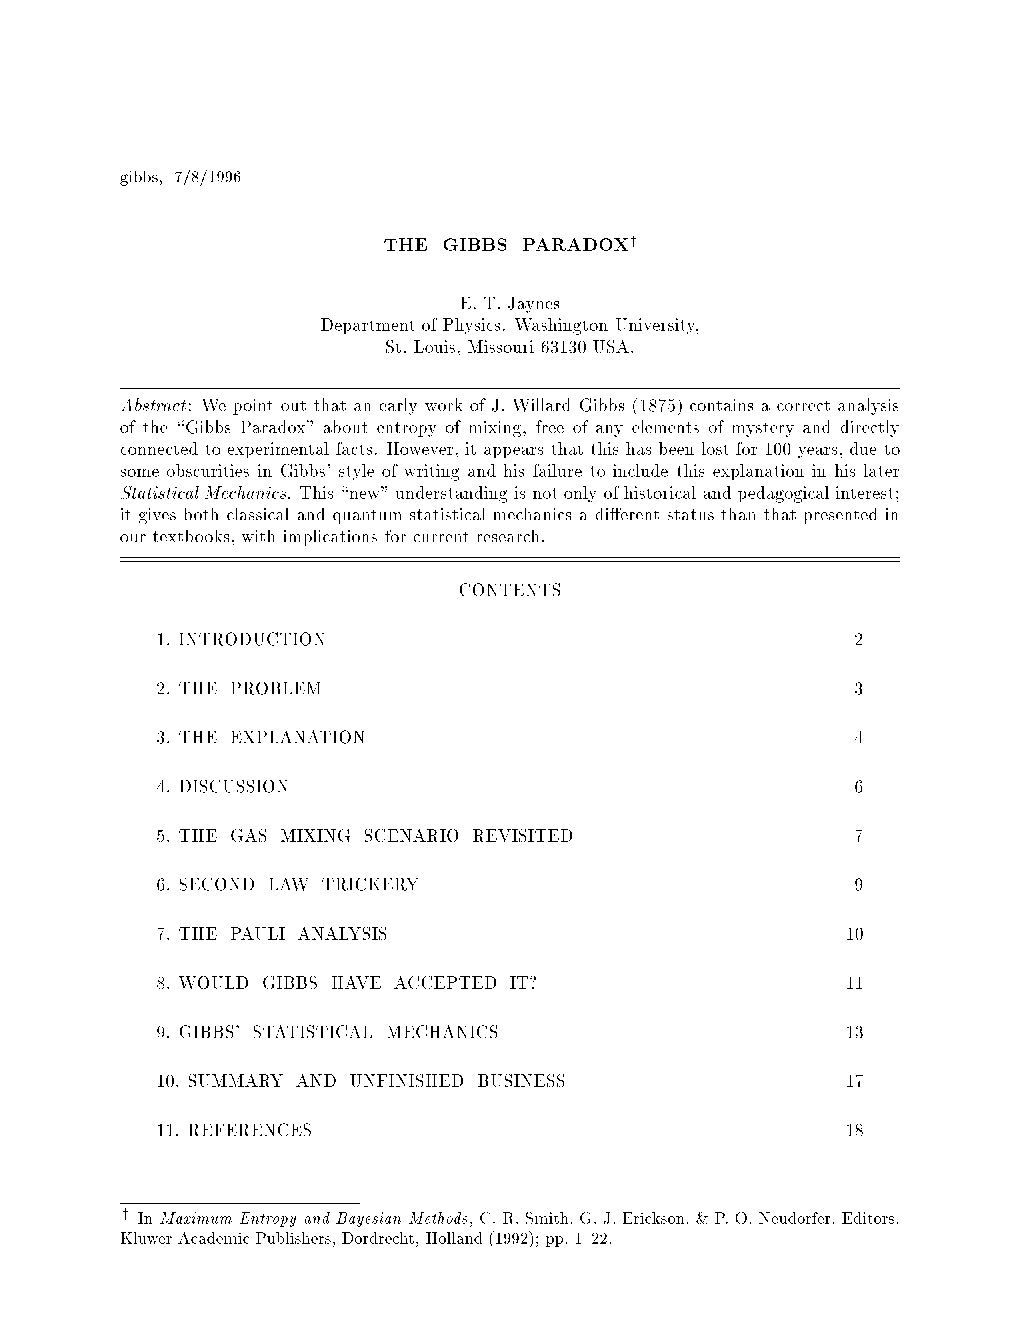 gibbs, 7/8/1996
THE GIBBS PARADOX†
E. T. Jaynes
Department of Physics, Washington University,
St. Louis, Missouri 63130 USA.
Abstract: We point out that an early work of J. Willard Gibbs (1875) contains a correct analysis
of the “Gibbs Paradox” about entropy of mixing, free of any elements of mystery and directly
connected to experimental facts. However, it appears that this has been lost for 100 years, due to
some obscurities in Gibbs’ style of writing and his failure to include this explanation in his later
Statistical Mechanics. This “new” understanding is not only of historical and pedagogical interest;
it gives both classical and quantum statistical mechanics a different status than that presented in
our textbooks, with implications for current research.
CONTENTS
1. INTRODUCTION 2
2. THE PROBLEM 3
3. THE EXPLANATION 4
4. DISCUSSION 6
5. THE GAS MIXING SCENARIO REVISITED 7
6. SECOND LAW TRICKERY 9
7. THE PAULI ANALYSIS 10
8. WOULD GIBBS HAVE ACCEPTED IT? 11
9. GIBBS’ STATISTICAL MECHANICS 13
10. SUMMARY AND UNFINISHED BUSINESS 17
11. REFERENCES 18
† In Maximum Entropy and Bayesian Methods, C. R. Smith, G. J. Erickson, & P. O. Neudorfer, Editors,
Kluwer Academic Publishers, Dordrecht, Holland (1992); pp. 1–22.